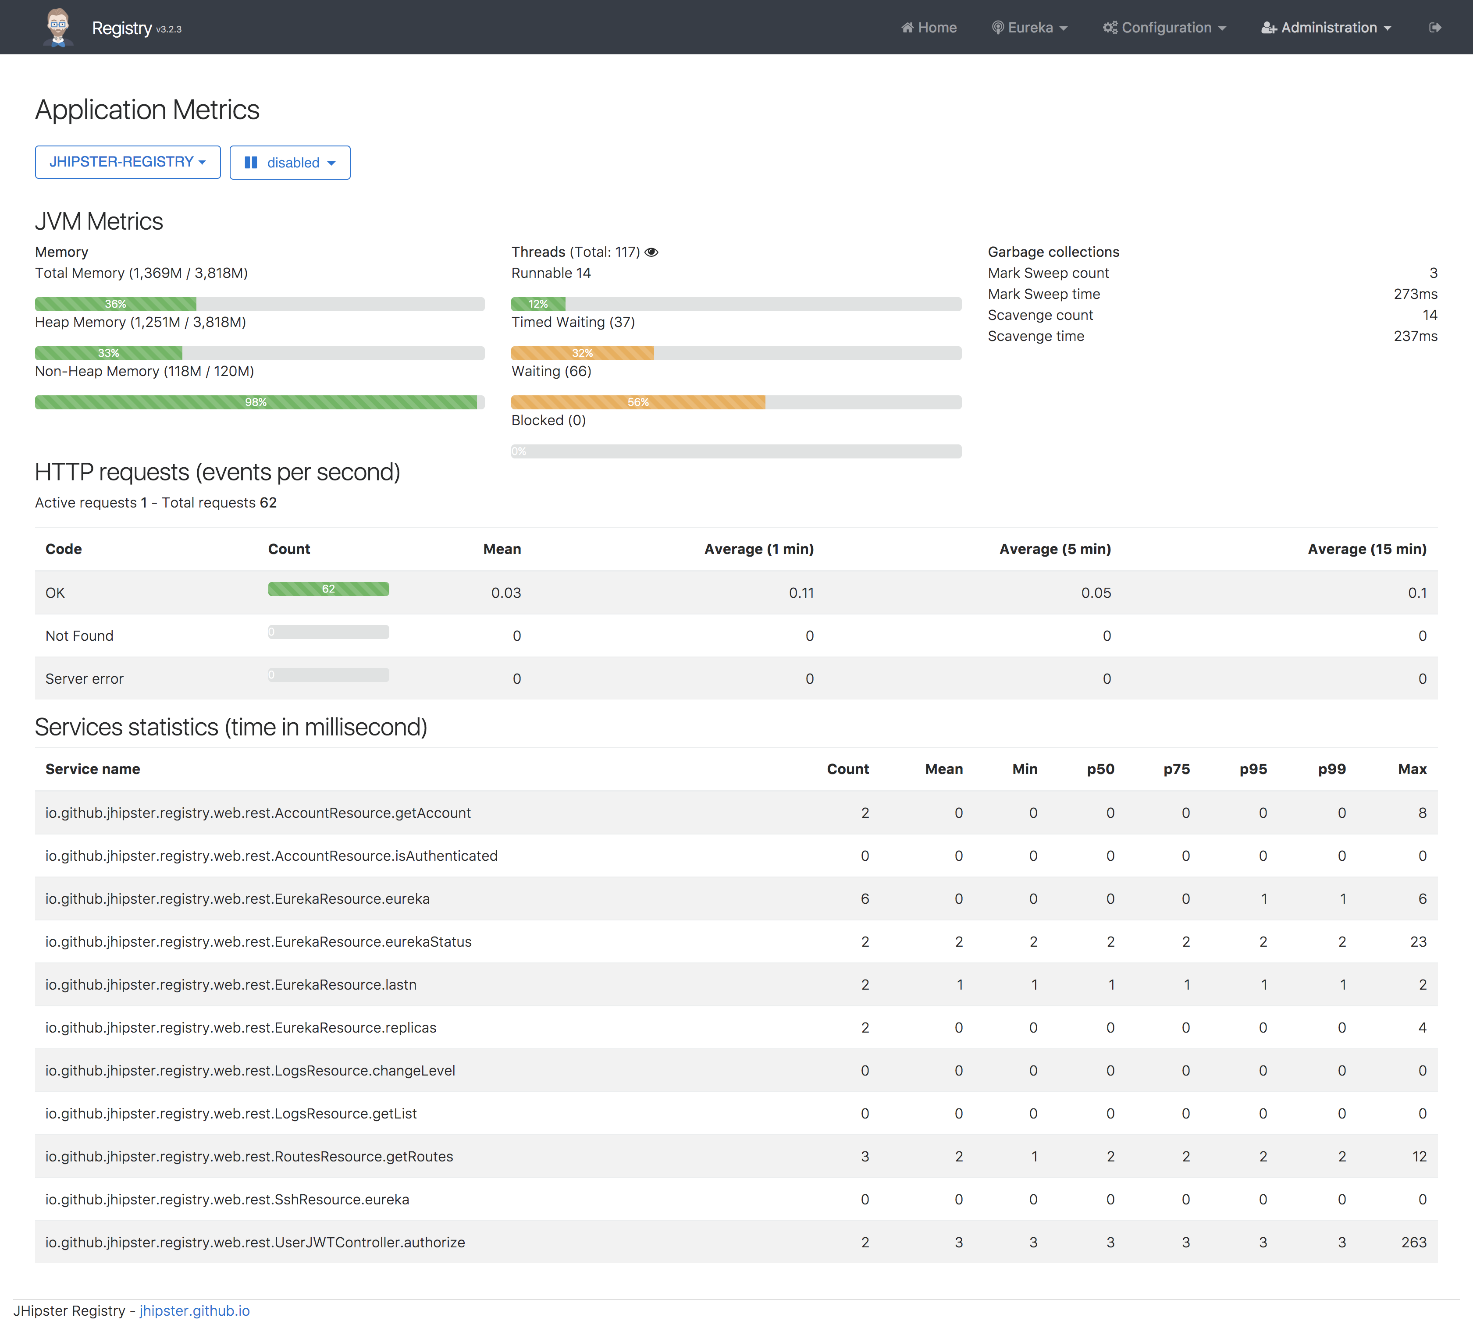 Registry v3.2.3 Home Eureka Configuration Administration
Application Metrics
JHIPSTER-REGISTRY disabled
JVM Metrics
Memory
Total Memory (1,369M / 3,818M)
36%
Heap Memory (1,251M / 3,818M)
33%
Non-Heap Memory (118M / 120M)
98%
Threads (Total: 117)
Runnable 14
12%
Timed Waiting (37)
32%
Waiting (66)
56%
Blocked (0)
0%
Garbage collections
Mark Sweep count 3
Mark Sweep time 273ms
Scavenge count 14
Scavenge time 237ms
HTTP requests (events per second)
Active requests 1 - Total requests 62
Code Count Mean Average (1 min) Average (5 min) Average (15 min)
OK 62 0.03 0.11 0.05 0.1
Not Found 0 0 0 0 0
Server error 0 0 0 0 0
Services statistics (time in millisecond)
Service name Count Mean Min p50 p75 p95 p99 Max
io.github.jhipster.registry.web.rest.AccountResource.getAccount 2 0 0 0 0 0 0 8
io.github.jhipster.registry.web.rest.AccountResource.isAuthenticated 0 0 0 0 0 0 0 0
io.github.jhipster.registry.web.rest.EurekaResource.eureka 6 0 0 0 0 1 1 6
io.github.jhipster.registry.web.rest.EurekaResource.eurekaStatus 2 2 2 2 2 2 2 23
io.github.jhipster.registry.web.rest.EurekaResource.lastn 2 1 1 1 1 1 1 2
io.github.jhipster.registry.web.rest.EurekaResource.replicas 2 0 0 0 0 0 0 4
io.github.jhipster.registry.web.rest.LogsResource.changeLevel 0 0 0 0 0 0 0 0
io.github.jhipster.registry.web.rest.LogsResource.getList 0 0 0 0 0 0 0 0
io.github.jhipster.registry.web.rest.RoutesResource.getRoutes 3 2 1 2 2 2 2 12
io.github.jhipster.registry.web.rest.SshResource.eureka 0 0 0 0 0 0 0 0
io.github.jhipster.registry.web.rest.UserJWTController.authorize 2 3 3 3 3 3 3 263
JHipster Registry - jhipster.github.io